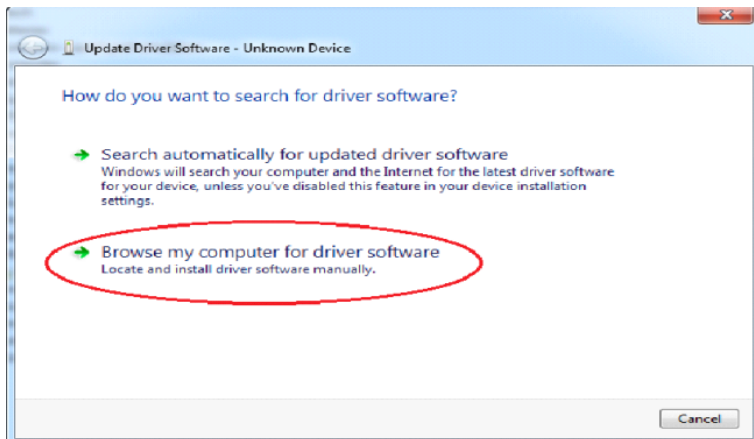 Update Driver Software - Unknown Device
How do you want to search for driver software?
Search automatically for updated driver software
Windows will search your computer and the Internet for the latest driver software
for your device, unless you've disabled this feature in your device installation
settings.
Browse my computer for driver software
Locate and install driver software manually.
Cancel